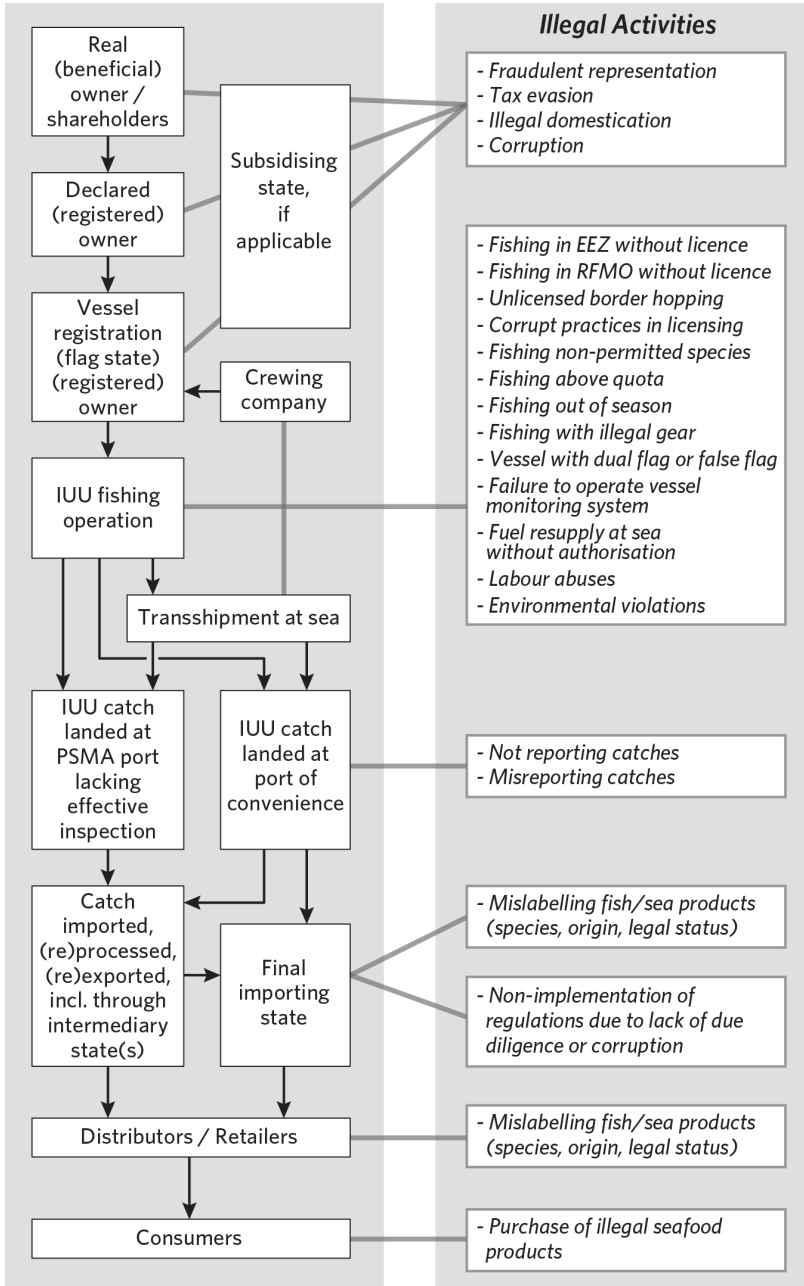 Illegal Activities
Real
(beneficial)
owner /
shareholders
Declared
(registered)
owner
Vessel
registration
(flag state)
(registered)
owner
Subsidising
state,
if
applicable
Crewing
company
IUU fishing
operation
Transshipment at sea
IUU catch
landed at
PSMA port
lacking
effective
inspection
IUU catch
landed at
port of
convenience
Catch
imported,
(re)processed,
(re)exported,
incl. through
intermediary
state(s)
Final
importing
state
Distributors / Retailers
Consumers
- Fraudulent representation
- Tax evasion
- Illegal domestication
- Corruption
- Fishing in EEZ without licence
- Fishing in RFMO without licence
- Unlicensed border hopping
- Corrupt practices in licensing
- Fishing non-permitted species
- Fishing above quota
- Fishing out of season
- Fishing with illegal gear
- Vessel with dual flag or false flag
- Failure to operate vessel
monitoring system
- Fuel resupply at sea
without authorisation
- Labour abuses
- Environmental violations
- Not reporting catches
- Misreporting catches
- Mislabelling fish/sea products
(species, origin, legal status)
- Non-implementation of
regulations due to lack of due
diligence or corruption
- Mislabelling fish/sea products
(species, origin, legal status)
- Purchase of illegal seafood
products